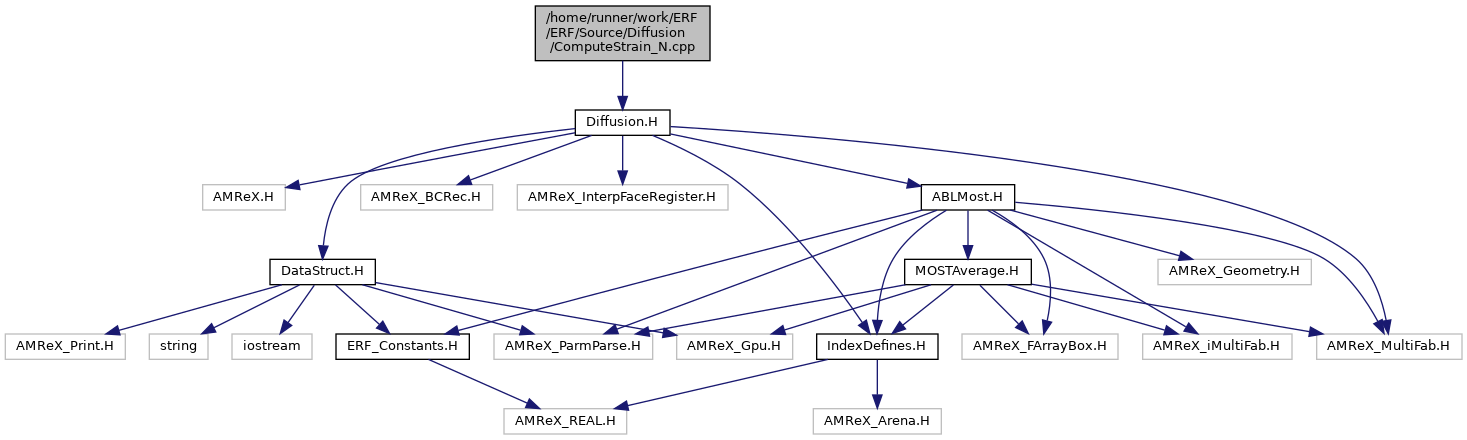 /home/runner/work/ERF
/ERF/Source/Diffusion
/ComputeStrain_N.cpp
Diffusion.H
AMReX.H
AMReX_BCRec.H
AMReX_InterpFaceRegister.H
ABLMost.H
DataStruct.H
MOSTAverage.H
AMReX_Geometry.H
AMReX_Print.H
string
iostream
ERF_Constants.H
AMReX_ParmParse.H
AMReX_Gpu.H
IndexDefines.H
AMReX_FArrayBox.H
AMReX_iMultiFab.H
AMReX_MultiFab.H
AMReX_REAL.H
AMReX_Arena.H